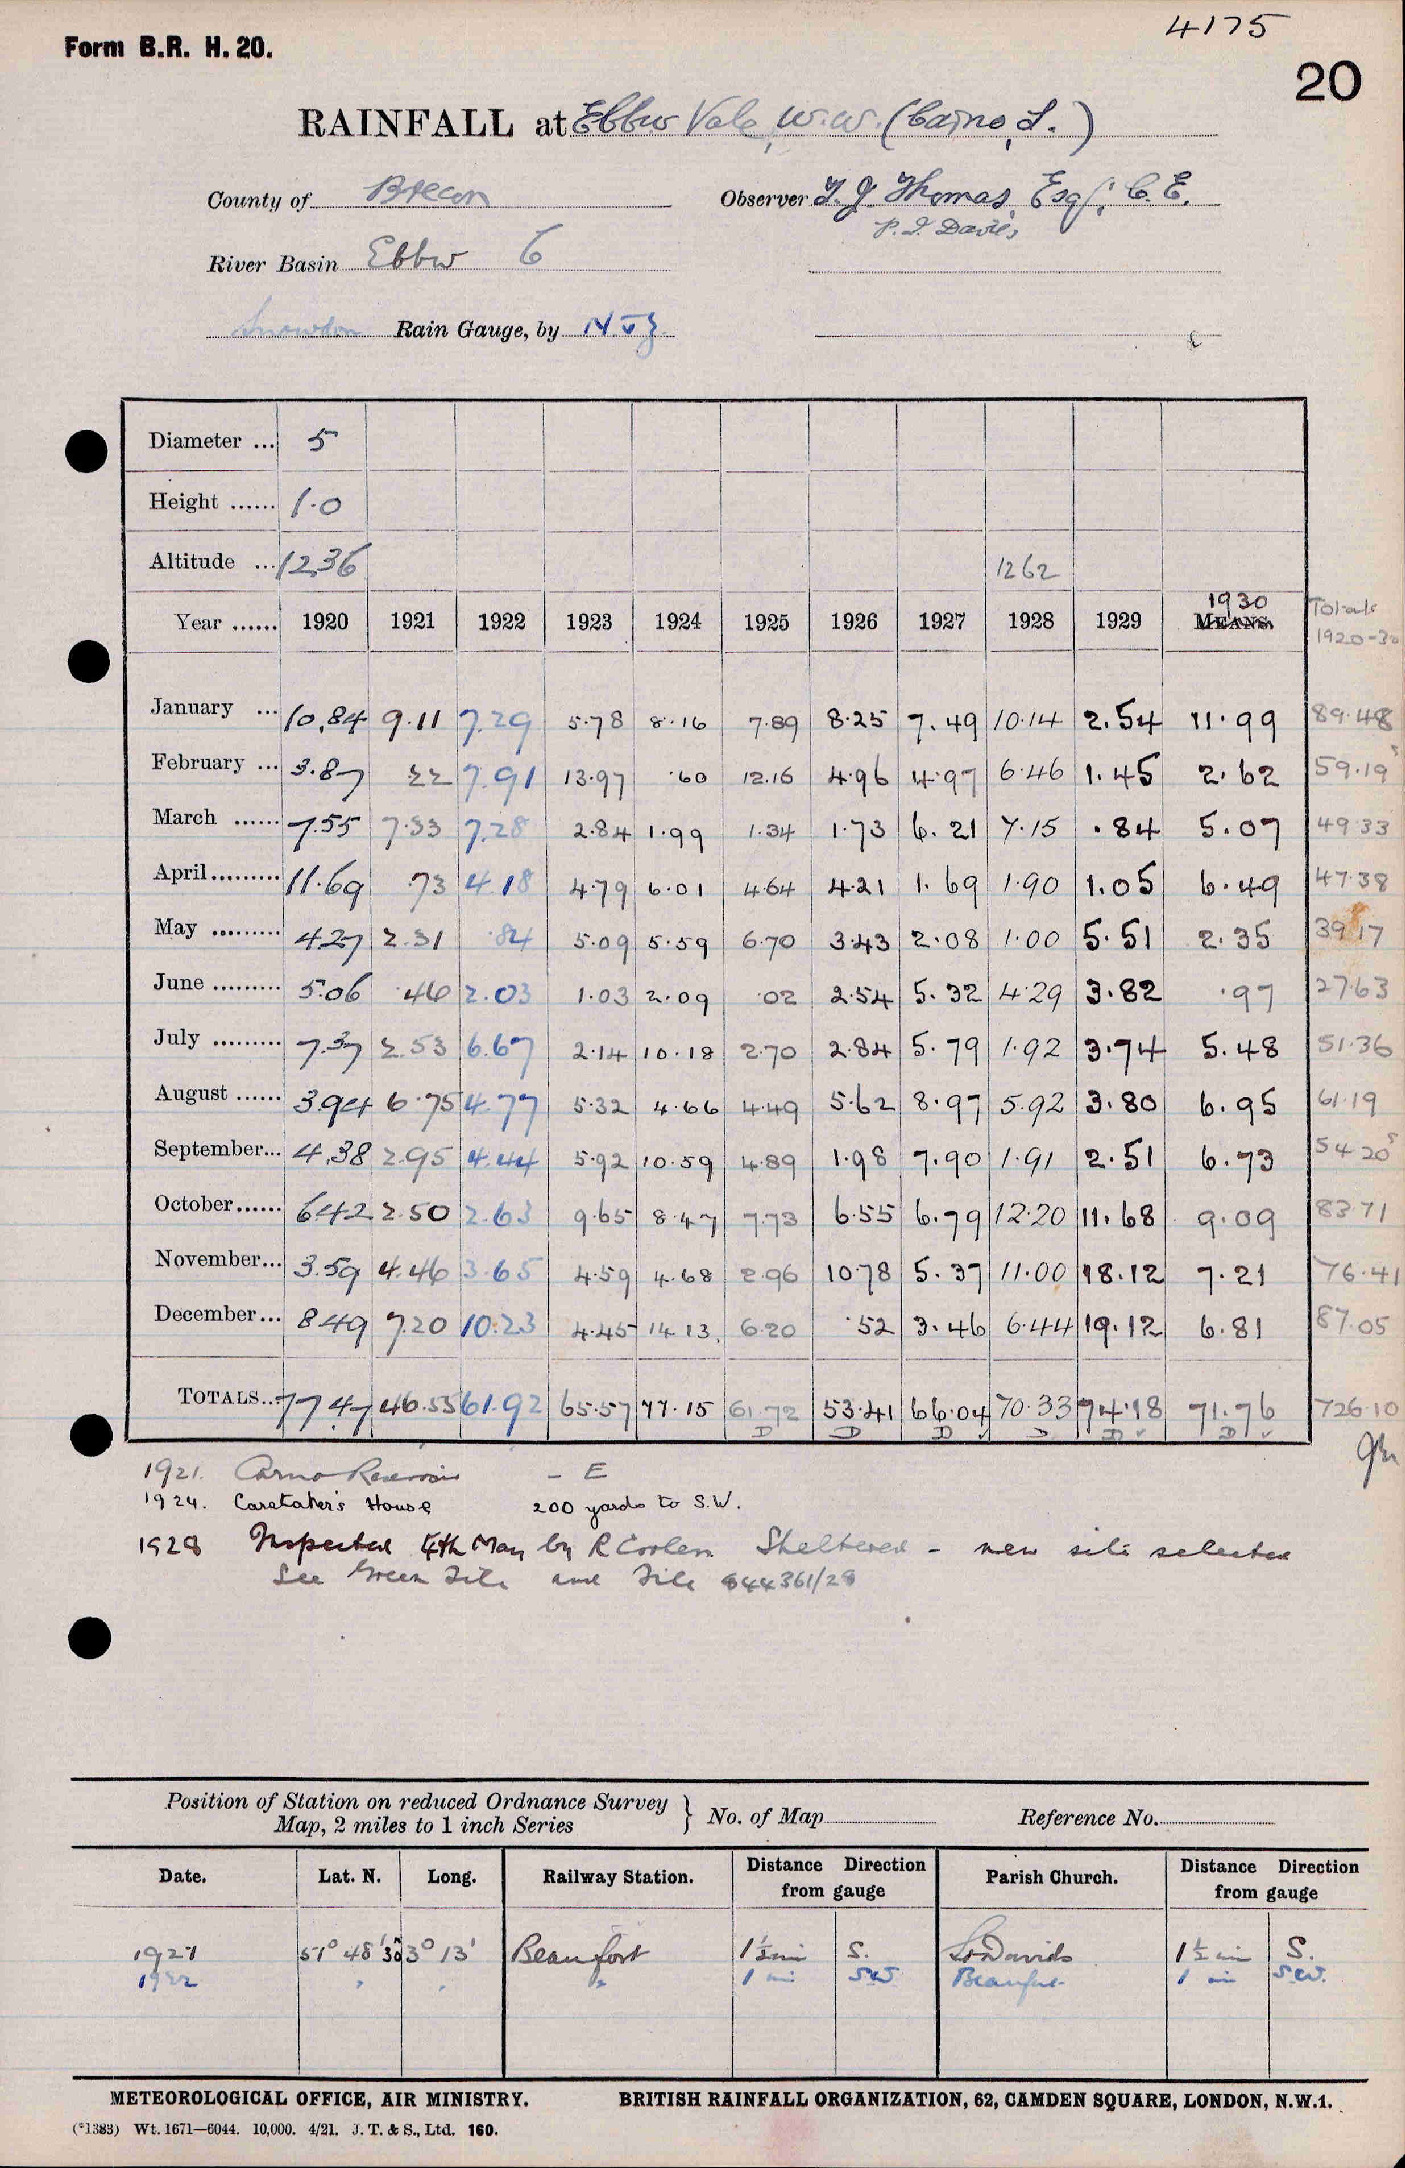 4175
Form B.R. H. 20.
20
RAINFALL at Ebbw Vale, W.W. (Carno, L.)
County of Brecon Observer T. J. Thomas, Esq., C.E.
P. I. Davies
River Basin Ebbw 6
Snowdon Rain Gauge, by N & Z
Diameter ... 5
Height ...... 1.0
Altitude ... 1236 1262
Year ...... 1920 1921 1922 1923 1924 1925 1926 1927 1928 1929 1930 MEANS. Totals 1920-30
January ... 10.84 9.11 7.29 5.78 8.16 7.89 8.25 7.49 10.14 2.54 11.99 89.48
February ... 3.87 22 7.91 13.97 .60 12.16 4.96 4.97 6.46 1.45 2.62 59.19 5
March ...... 7.55 7.53 7.28 2.84 1.99 1.34 1.73 6.21 7.15 .84 5.07 49.33
April......... 11.69 .73 4.18 4.79 6.01 4.64 4.21 1.69 1.90 1.05 6.49 47.38
May ......... 4.27 2.31 .84 5.09 5.59 6.70 3.43 2.08 1.00 5.51 2.35 39.17
June ......... 5.06 .46 2.03 1.03 2.09 .02 2.54 5.32 4.29 3.82 .97 27.63
July ......... 7.37 2.53 6.67 2.14 10.18 2.70 2.84 5.79 1.92 3.74 5.48 51.36
August ...... 3.94 6.75 4.77 5.32 4.66 4.49 5.62 8.97 5.92 3.80 6.95 61.19
September... 4.38 2.95 4.44 5.92 10.59 4.89 1.98 7.90 1.91 2.51 6.73 54.20 5
October...... 6.42 2.50 2.63 9.65 8.47 7.73 6.55 6.79 12.20 11.68 9.09 83.71
November... 3.59 4.46 3.65 4.59 4.68 2.96 10.78 5.37 11.00 18.12 7.21 76.41
December... 8.49 7.20 10.23 4.45 14.13 6.20 .52 3.46 6.44 19.12 6.81 87.05
TOTALS... 77.47 46.55 61.92 65.57 77.15 61.72 53.41 66.04 70.33 74.18 71.76 726.10
D D D D D D
1921. Carno Reservoir - E
1924. Caretaker's House 200 yards to S.W.
1928 Inspected 4th May by R Corless Sheltered - new site selected
See Green File and File 644361/28
Position of Station on reduced Ordnance Survey Map, 2 miles to 1 inch Series } No. of Map Reference No.
Date. Lat. N. Long. Railway Station. Distance Direction from gauge Parish Church. Distance Direction from gauge
1921 51° 48' 30" 3° 13' Beaufort 1½ mi S. St Davids 1½ mi S.
1922 " " " 1 mi SW Beaufort 1 mi S.W.
METEOROLOGICAL OFFICE, AIR MINISTRY. BRITISH RAINFALL ORGANIZATION, 62, CAMDEN SQUARE, LONDON, N.W.1.
(*1383) Wt. 1671—6044. 10,000. 4/21. J. T. & S., Ltd. 160.